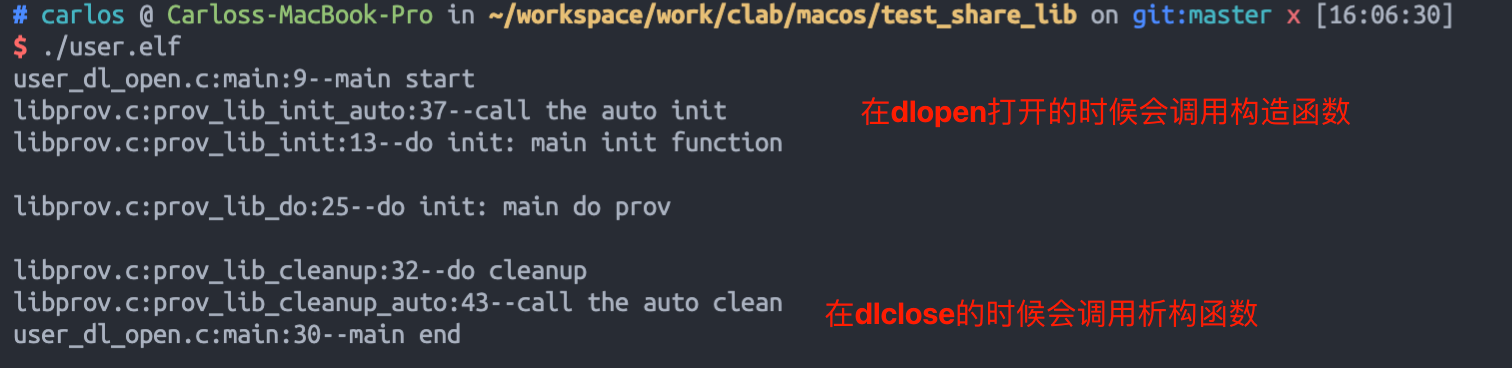 # carlos @ Carloss-MacBook-Pro in ~/workspace/work/clab/macos/test_share_lib on git:master x [16:06:30]
$ ./user.elf
user_dl_open.c:main:9--main start
libprov.c:prov_lib_init_auto:37--call the auto init
在dlopen打开的时候会调用构造函数
libprov.c:prov_lib_init:13--do init: main init function
libprov.c:prov_lib_do:25--do init: main do prov
libprov.c:prov_lib_cleanup:32--do cleanup
libprov.c:prov_lib_cleanup_auto:43--call the auto clean
在dlclose的时候会调用析构函数
user_dl_open.c:main:30--main end